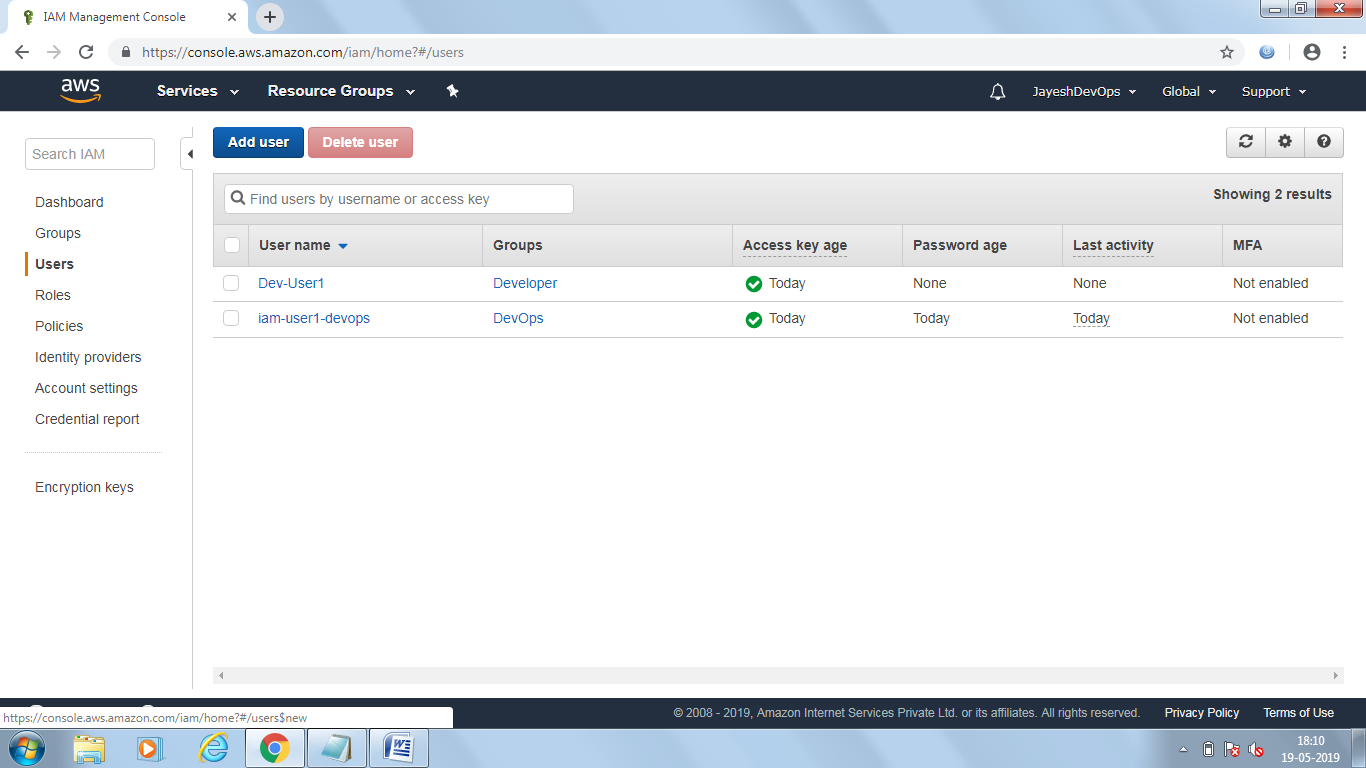 IAM Management Console
https://console.aws.amazon.com/iam/home?#/users
aws Services Resource Groups JayeshDevOps Global Support
Search IAM
Dashboard
Groups
Users
Roles
Policies
Identity providers
Account settings
Credential report
Encryption keys
Add user Delete user
Find users by username or access key Showing 2 results
User name Groups Access key age Password age Last activity MFA
Dev-User1 Developer Today None None Not enabled
iam-user1-devops DevOps Today Today Today Not enabled
© 2008 - 2019, Amazon Internet Services Private Ltd. or its affiliates. All rights reserved. Privacy Policy Terms of Use
https://console.aws.amazon.com/iam/home?#/users$new
18:10
19-05-2019